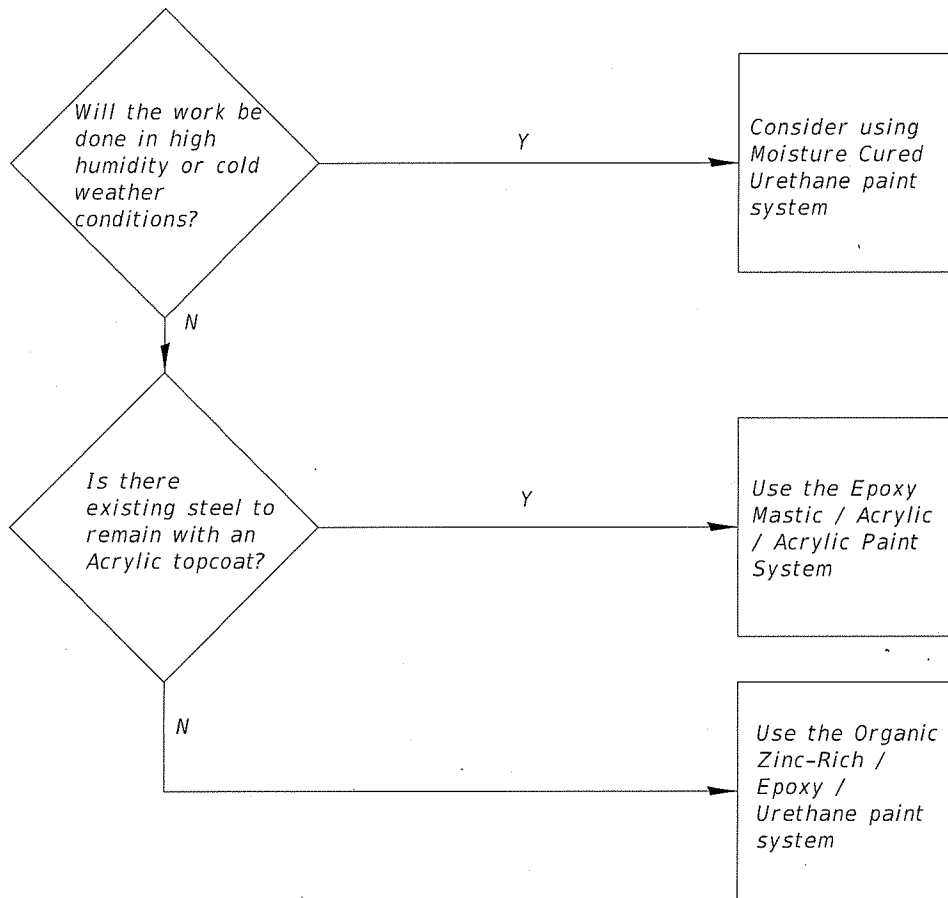 Will the work be
done in high
humidity or cold
weather
conditions?
Y
Consider using
Moisture Cured
Urethane paint
system
N
Is there
existing steel to
remain with an
Acrylic topcoat?
Y
Use the Epoxy
Mastic / Acrylic
/ Acrylic Paint
System
N
Use the Organic
Zinc-Rich /
Epoxy /
Urethane paint
system